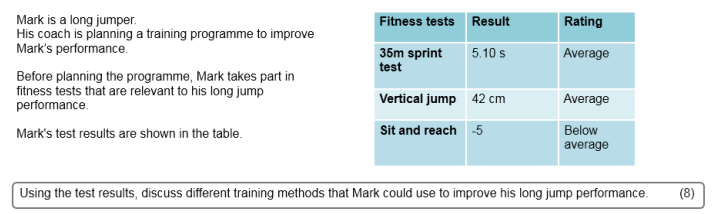 Mark is a long jumper.
His coach is planning a training programme to improve
Mark's performance.
Before planning the programme, Mark takes part in
fitness tests that are relevant to his long jump
performance.
Mark's test results are shown in the table.
Fitness tests Result Rating
35m sprint 5.10 s Average
test
Vertical jump 42 cm Average
Sit and reach -5 Below
average
Using the test results, discuss different training methods that Mark could use to improve his long jump performance. (8)